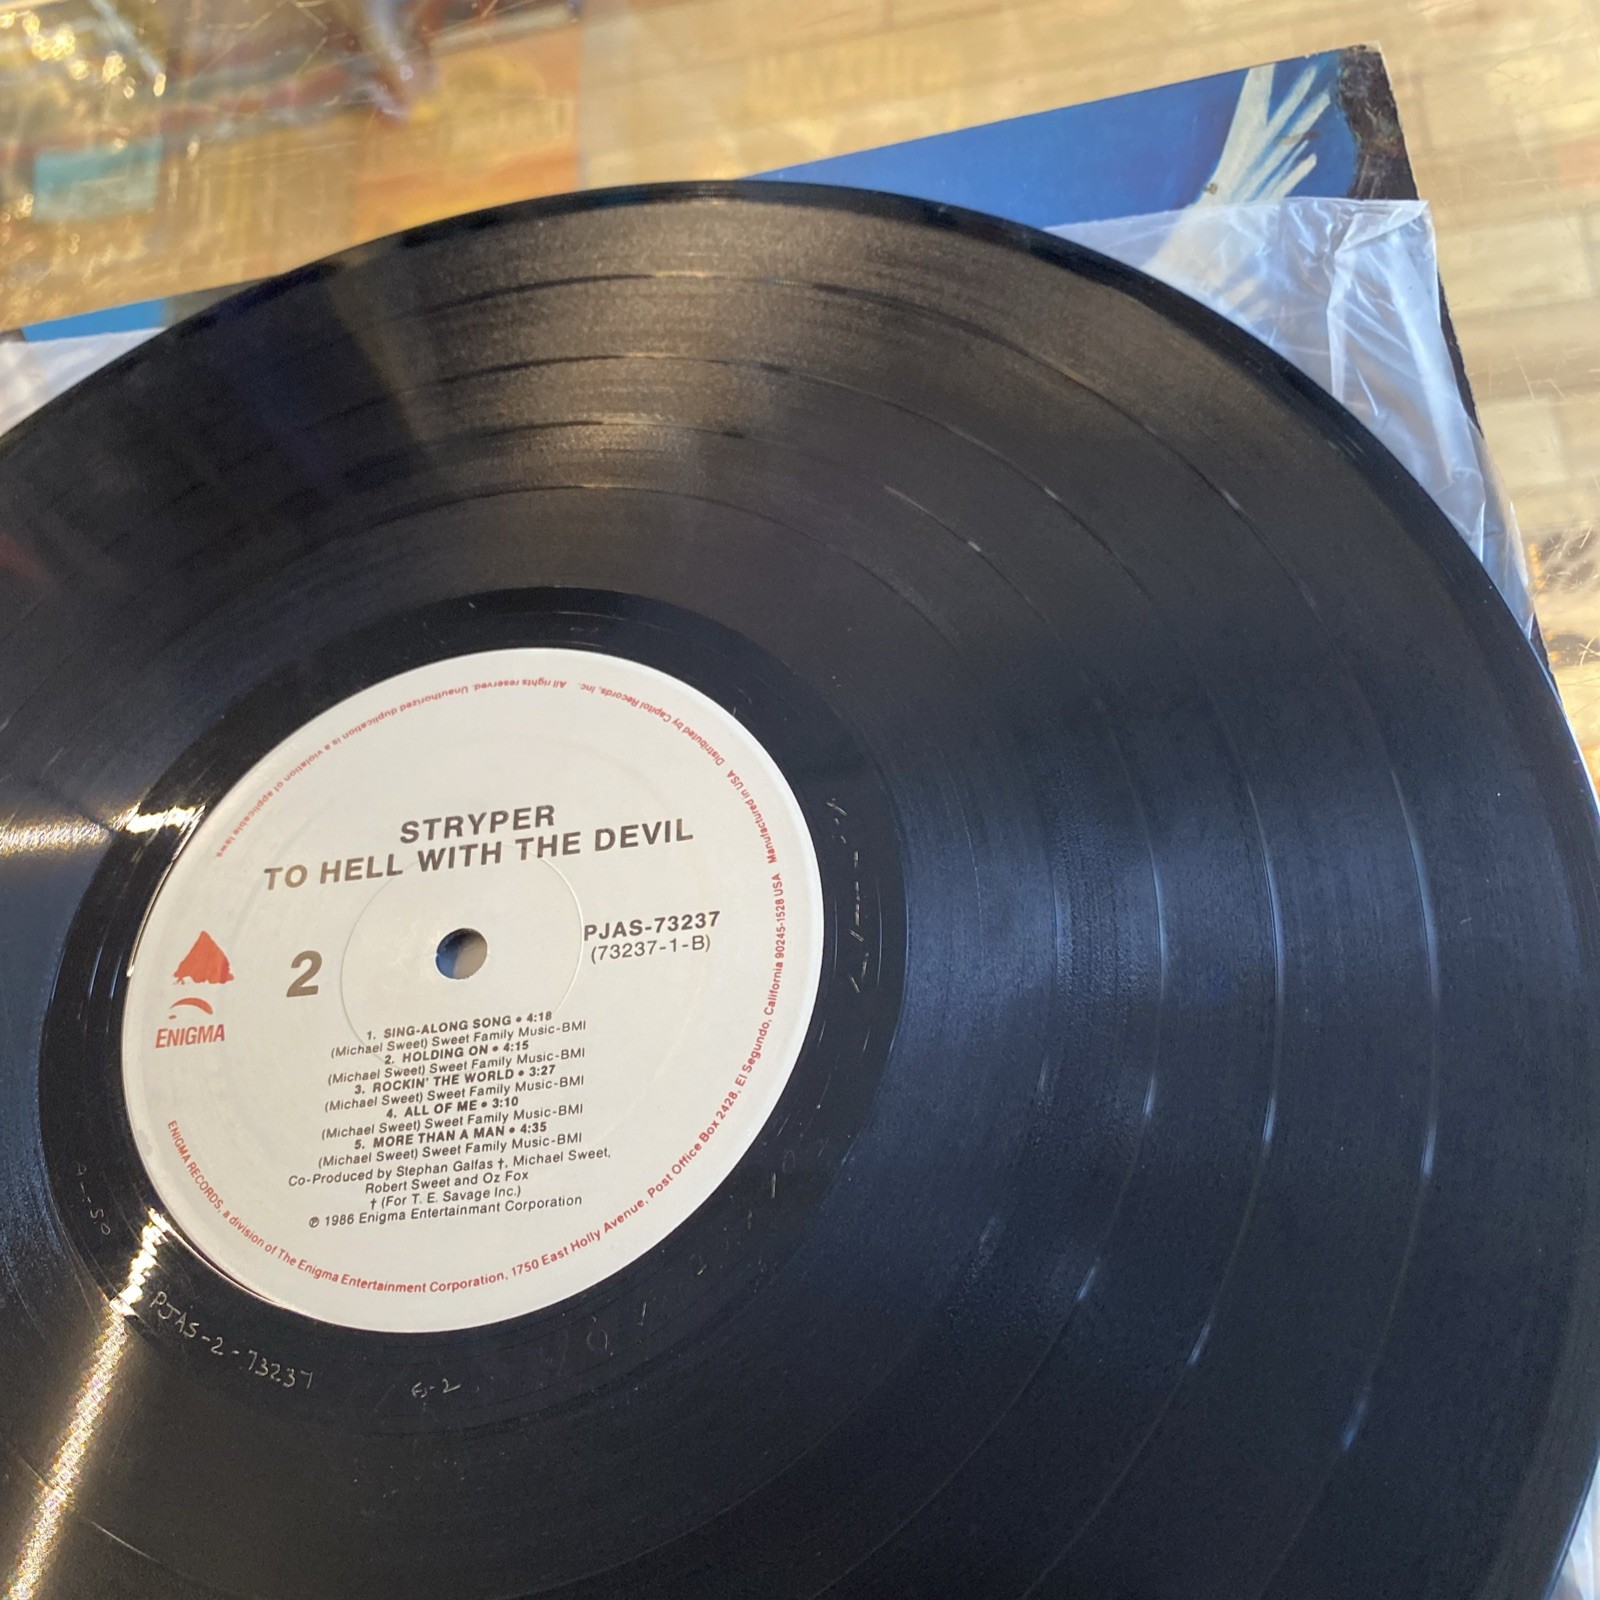 STRYPER
TO HELL WITH THE DEVIL
PJAS-73237
(73237-1-B)
2
ENIGMA
1. SING-ALONG SONG • 4:18
(Michael Sweet) Sweet Family Music-BMI
2. HOLDING ON • 4:15
(Michael Sweet) Sweet Family Music-BMI
3. ROCKIN' THE WORLD • 3:27
(Michael Sweet) Sweet Family Music-BMI
4. ALL OF ME • 3:10
(Michael Sweet) Sweet Family Music-BMI
5. MORE THAN A MAN • 4:35
(Michael Sweet) Sweet Family Music-BMI
Co-Produced by Stephan Galfas †, Michael Sweet,
Robert Sweet and Oz Fox
† (For T. E. Savage Inc.)
℗ 1986 Enigma Entertainmant Corporation
ENIGMA RECORDS, a division of The Enigma Entertainment Corporation, 1750 East Holly Avenue, Post Office Box 2428, El Segundo, California 90245-1528 USA Manufactured in USA Distributed by Capitol Records, Inc. All rights reserved. Unauthorized duplication is a violation of applicable laws.
PJAS-2-73237